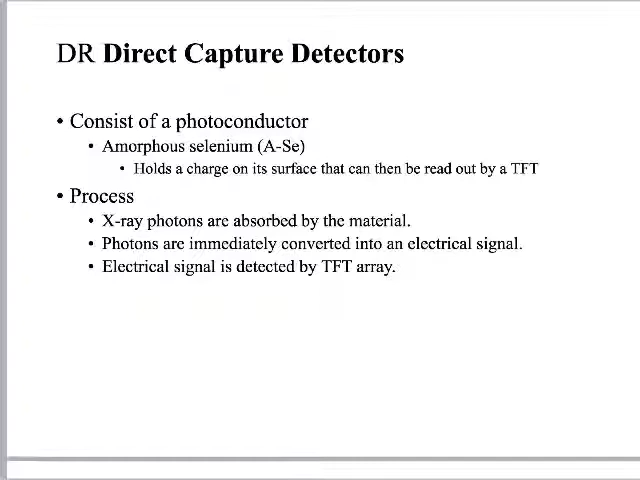 DR Direct Capture Detectors
• Consist of a photoconductor
• Amorphous selenium (A-Se)
• Holds a charge on its surface that can then be read out by a TFT
• Process
• X-ray photons are absorbed by the material.
• Photons are immediately converted into an electrical signal.
• Electrical signal is detected by TFT array.